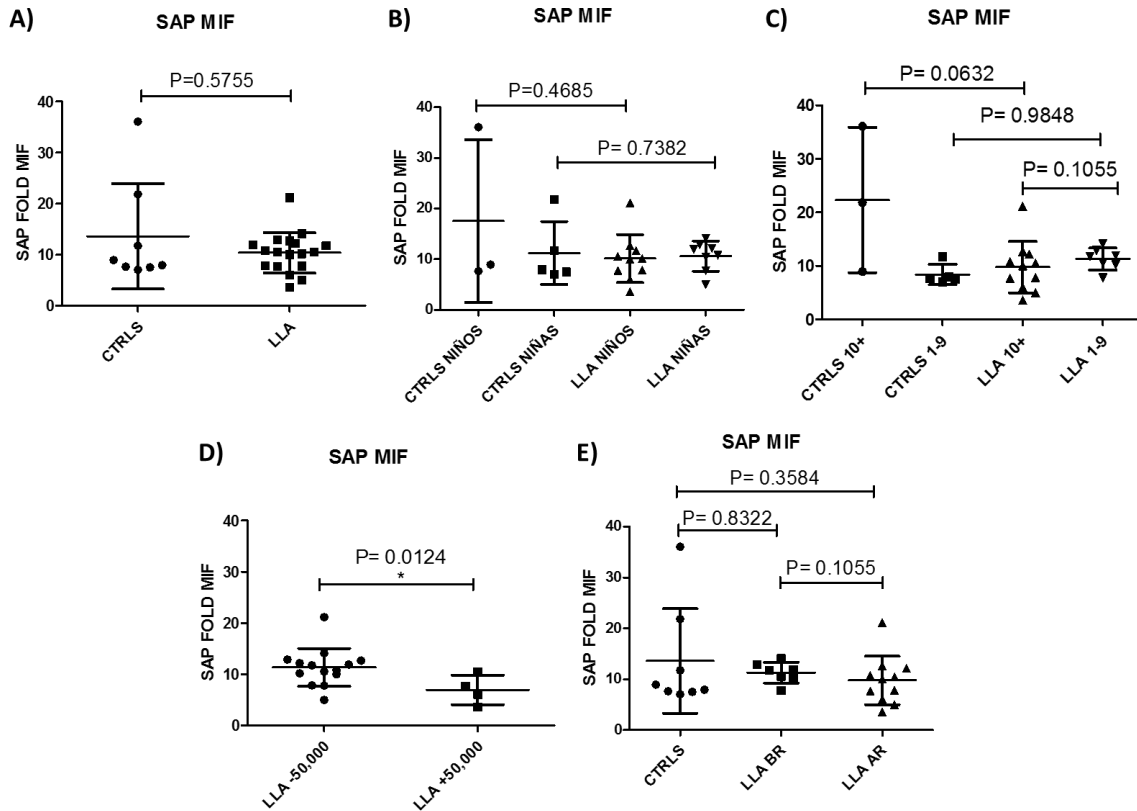 A)
SAP MIF
P=0.5755
40
30
20
10
0
SAP FOLD MIF
CTRLS
LLA
B)
SAP MIF
P=0.4685
P= 0.7382
40
30
20
10
0
SAP FOLD MIF
CTRLS NIÑOS
CTRLS NIÑAS
LLA NIÑOS
LLA NIÑAS
C)
SAP MIF
P= 0.0632
P= 0.9848
P= 0.1055
40
30
20
10
0
SAP FOLD MIF
CTRLS 10+
CTRLS 1-9
LLA 10+
LLA 1-9
D)
SAP MIF
P= 0.0124
*
40
30
20
10
0
SAP FOLD MIF
LLA -50,000
LLA +50,000
E)
SAP MIF
P= 0.3584
P= 0.8322
P= 0.1055
40
30
20
10
0
SAP FOLD MIF
CTRLS
LLA BR
LLA AR